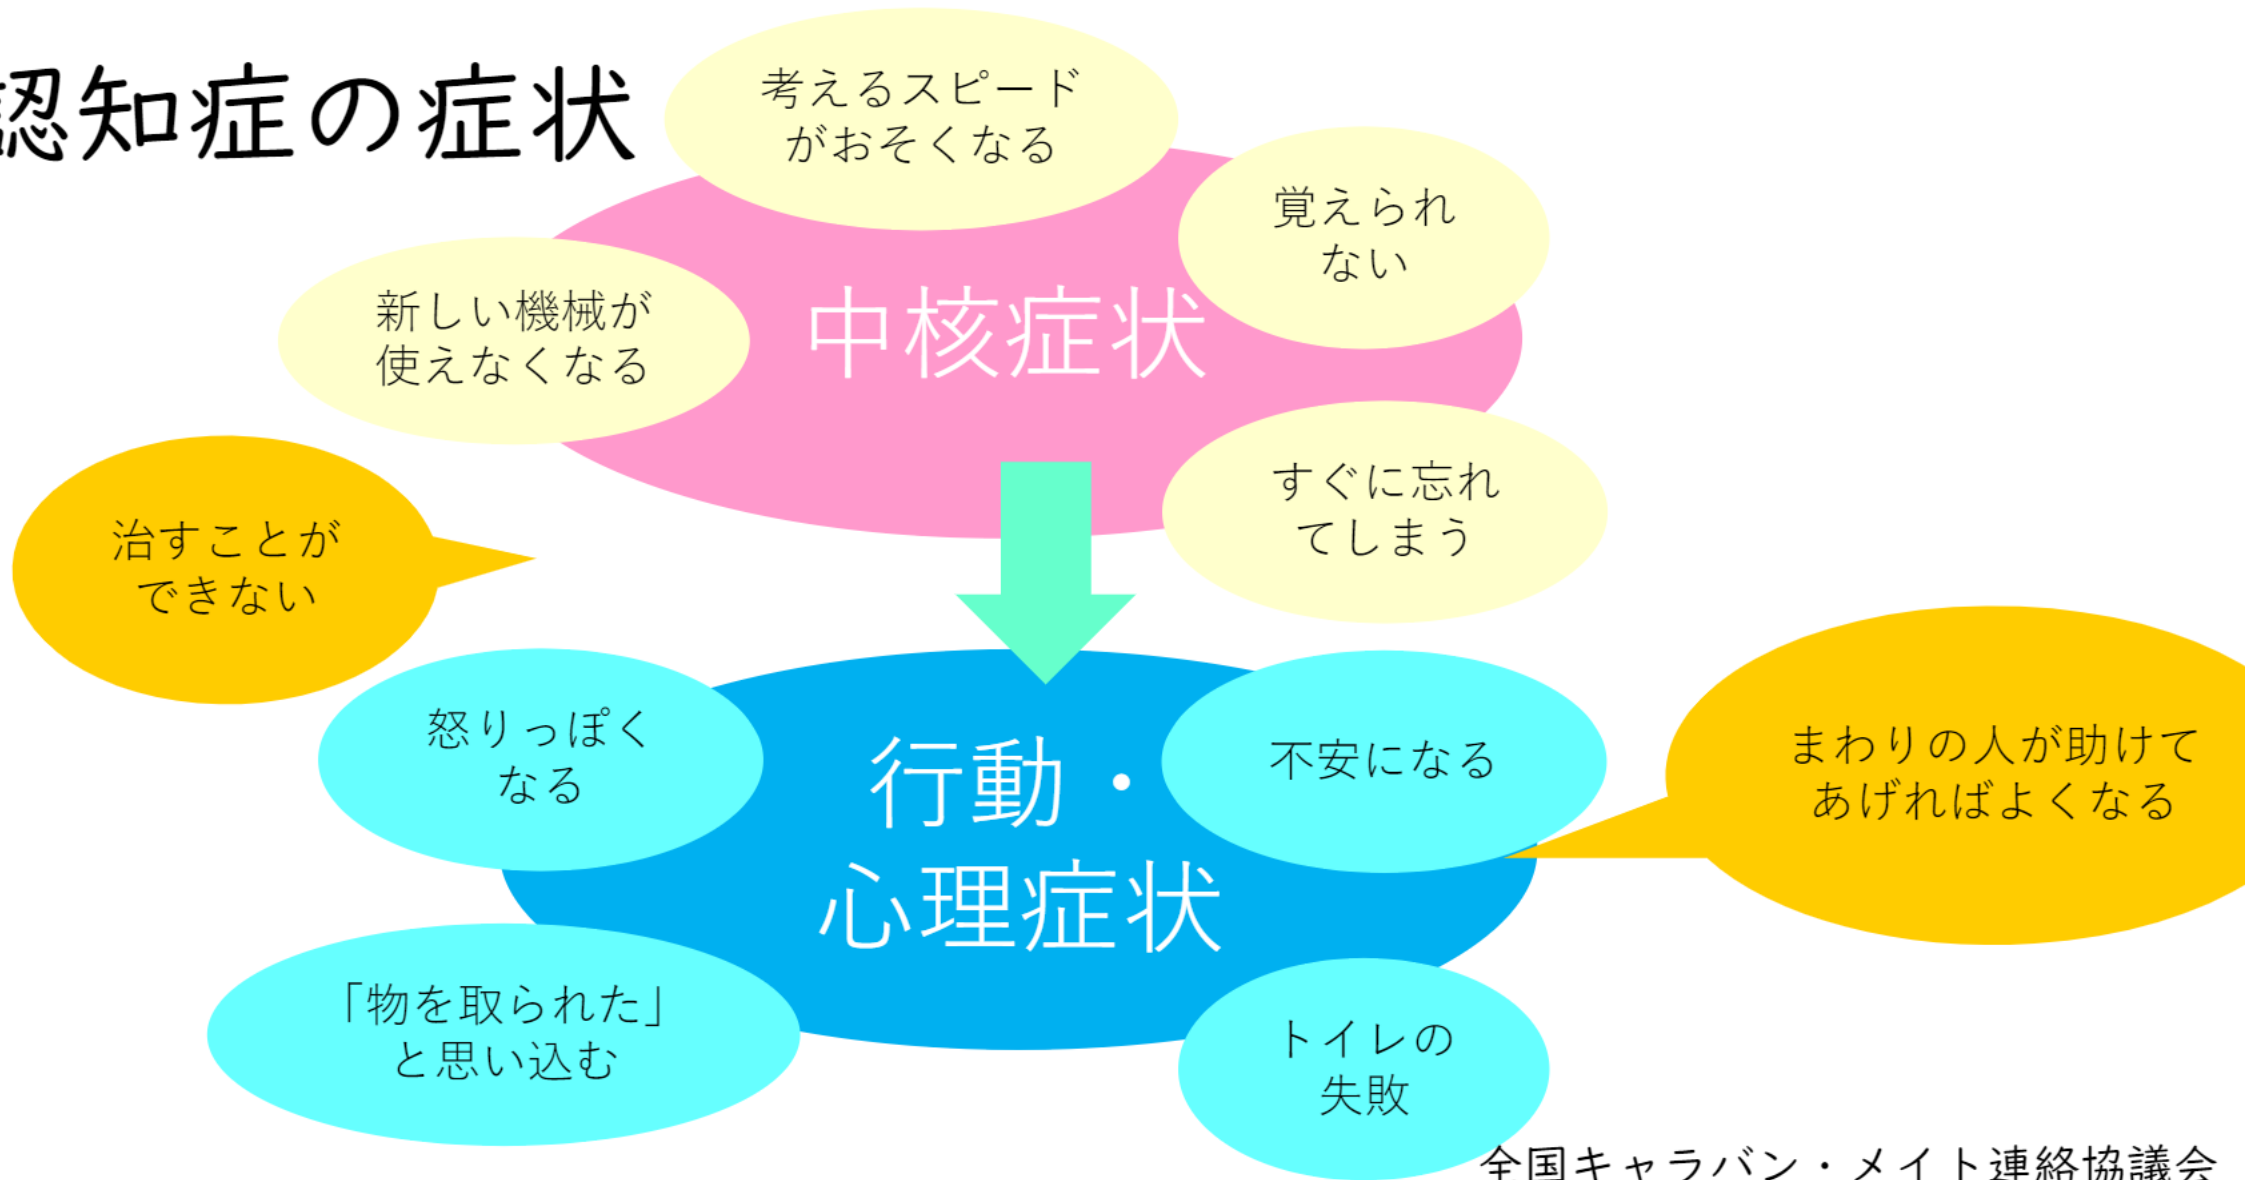 認知症の症状
考えるスピード
がおそくなる
覚えられ
ない
新しい機械が
使えなくなる
中核症状
すぐに忘れ
てしまう
治すことが
できない
怒りっぽく
なる
行動・
心理症状
不安になる
まわりの人が助けて
あげればよくなる
「物を取られた」
と思い込む
トイレの
失敗
全国キャラバン・メイト連絡協議会